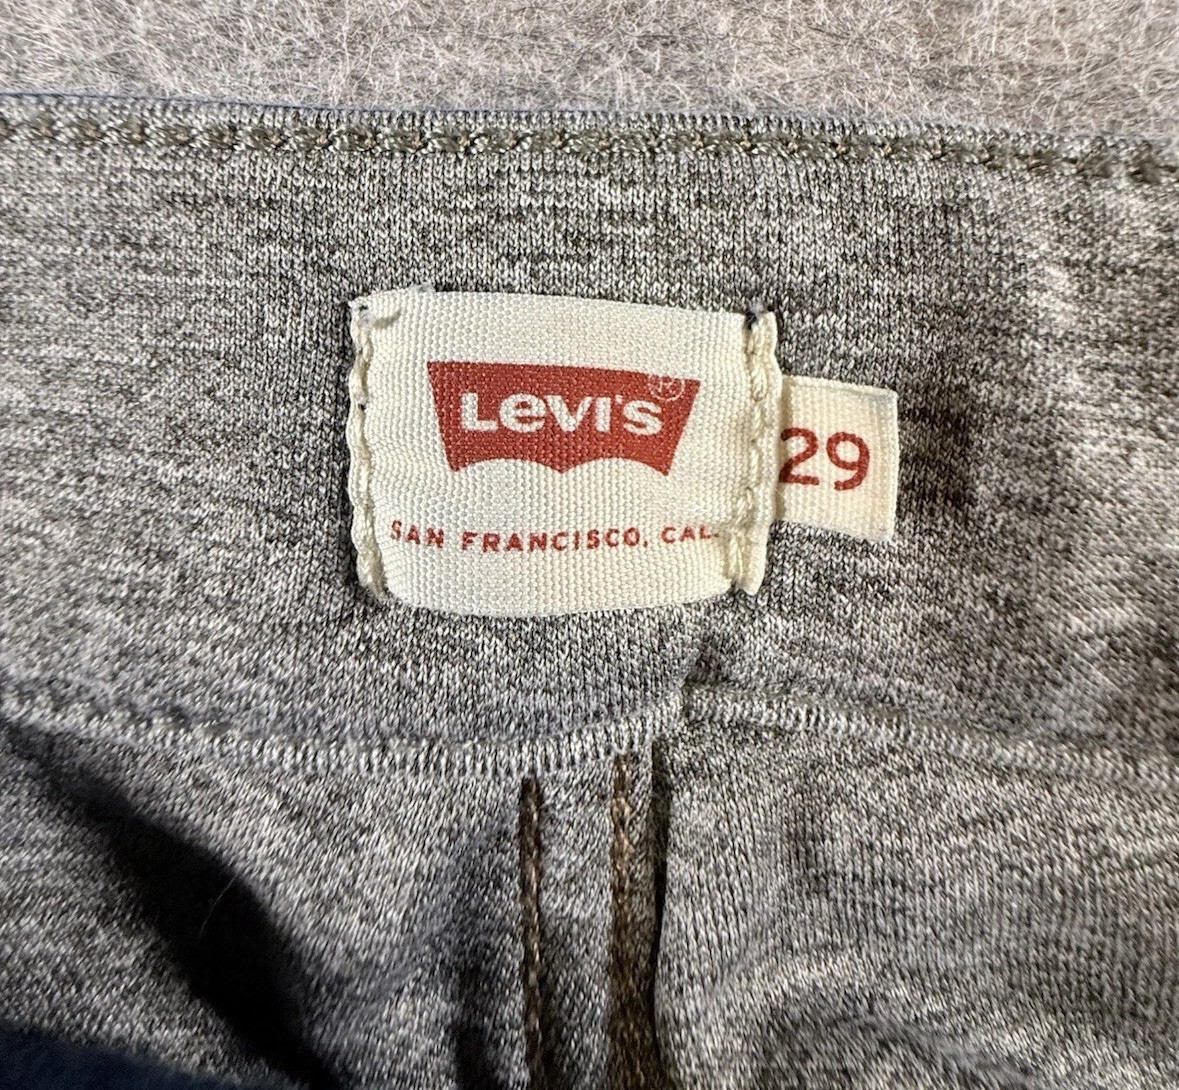 LEVI'S®
29
SAN FRANCISCO, CAL.